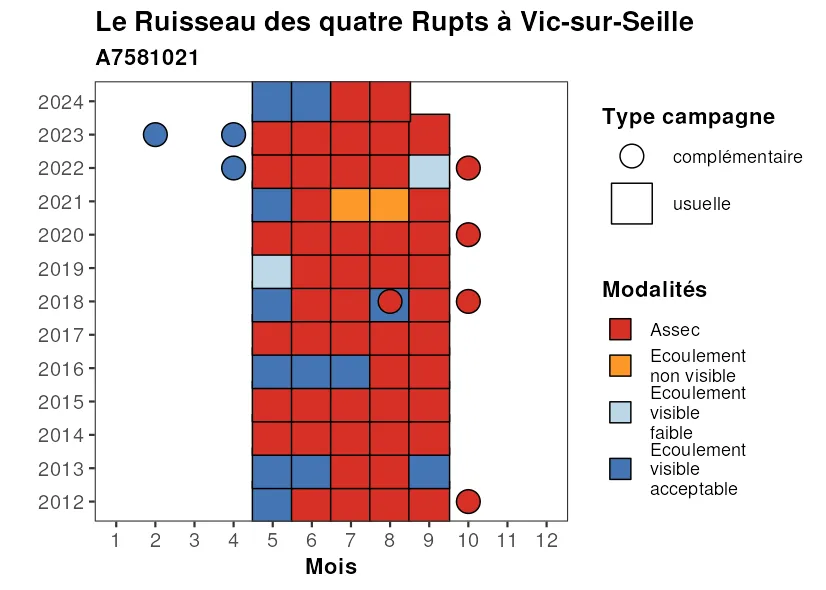 Le Ruisseau des quatre Rupts à Vic-sur-Seille
A7581021
2024
2023
2022
2021
2020
2019
2018
2017
2016
2015
2014
2013
2012
1 2 3 4 5 6 7 8 9 10 11 12
Mois
Type campagne
complémentaire
usuelle
Modalités
Assec
Ecoulement
non visible
Ecoulement
visible
faible
Ecoulement
visible
acceptable